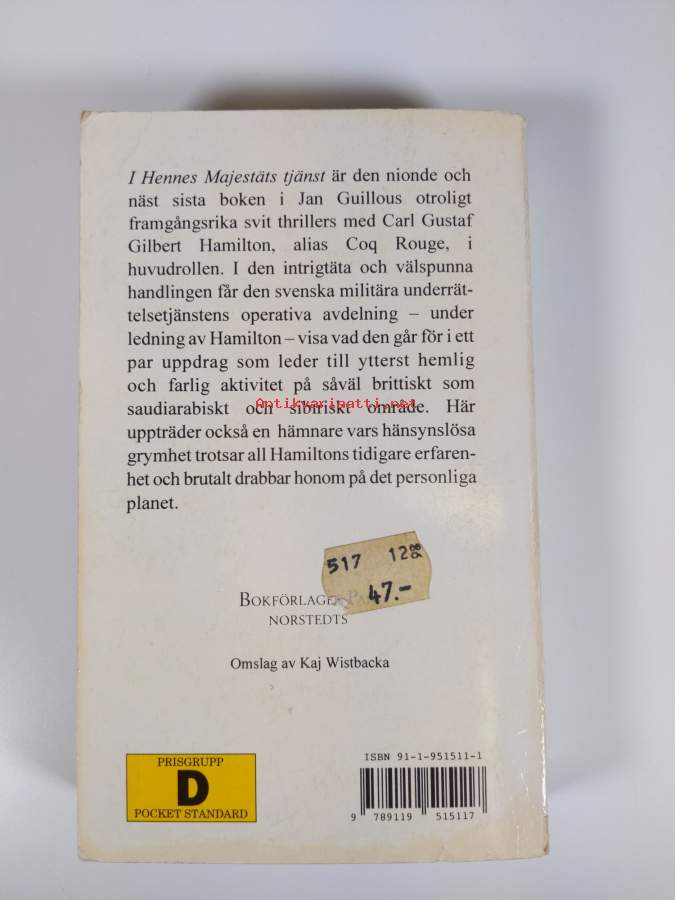 I Hennes Majestäts tjänst är den nionde och
näst sista boken i Jan Guillous otroligt
framgångsrika svit thrillers med Carl Gustaf
Gilbert Hamilton, alias Coq Rouge, i
huvudrollen. I den intrigtäta och välspunna
handlingen får den svenska militära underrät-
telsetjänstens operativa avdelning – under
ledning av Hamilton – visa vad den går för i ett
par uppdrag som leder till ytterst hemlig
och farlig aktivitet på såväl brittiskt som
Antikvaripatti.net
saudiarabiskt och sibiriskt område. Här
uppträder också en hämnare vars hänsynslösa
grymhet trotsar all Hamiltons tidigare erfaren-
het och brutalt drabbar honom på det personliga
planet.
517 12 00
47.-
BOKFÖRLAGET
NORSTEDTS
Omslag av Kaj Wistbacka
PRISGRUPP
D
POCKET STANDARD
ISBN 91-1-951511-1
9 789119 515117